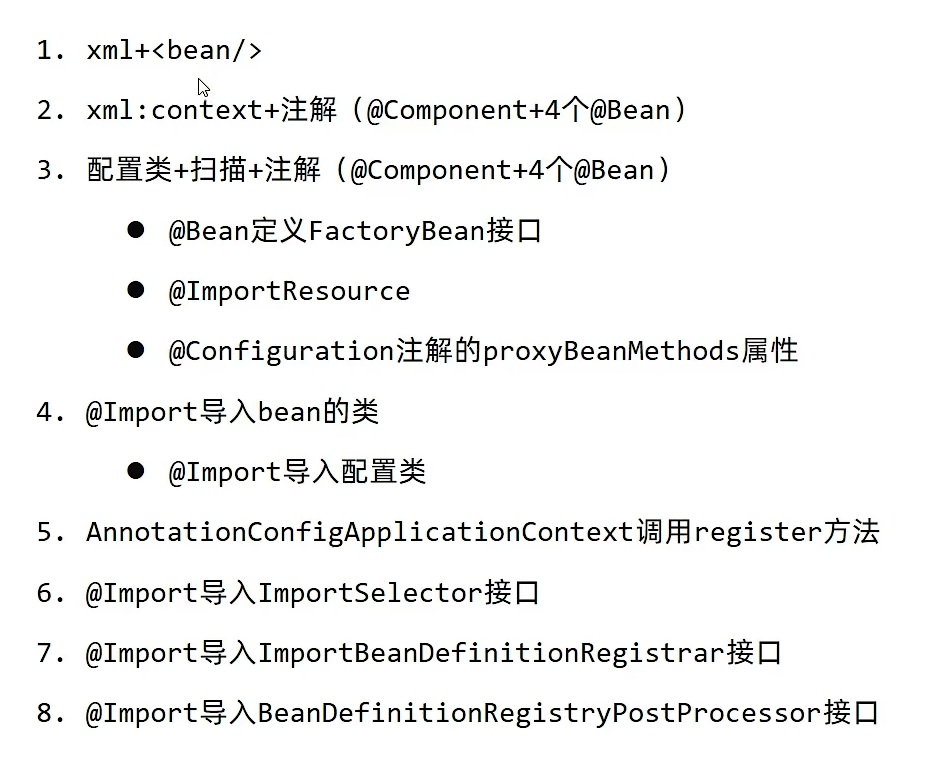 1. xml+<bean/>
2. xml:context+注解（@Component+4个@Bean）
3. 配置类+扫描+注解（@Component+4个@Bean）
● @Bean定义FactoryBean接口
● @ImportResource
● @Configuration注解的proxyBeanMethods属性
4. @Import导入bean的类
● @Import导入配置类
5. AnnotationConfigApplicationContext调用register方法
6. @Import导入ImportSelector接口
7. @Import导入ImportBeanDefinitionRegistrar接口
8. @Import导入BeanDefinitionRegistryPostProcessor接口